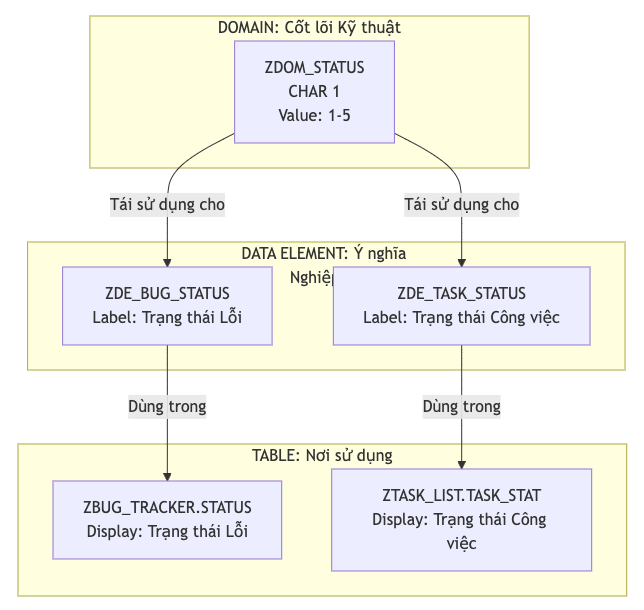 DOMAIN: Cốt lõi Kỹ thuật
ZDOM_STATUS
CHAR 1
Value: 1-5
Tái sử dụng cho
Tái sử dụng cho
DATA ELEMENT: Ý nghĩa
ZDE_BUG_STATUS
Label: Trạng thái Lỗi
ZDE_TASK_STATUS
Label: Trạng thái Công việc
Dùng trong
Dùng trong
TABLE: Nơi sử dụng
ZBUG_TRACKER.STATUS
Display: Trạng thái Lỗi
ZTASK_LIST.TASK_STAT
Display: Trạng thái Công
việc